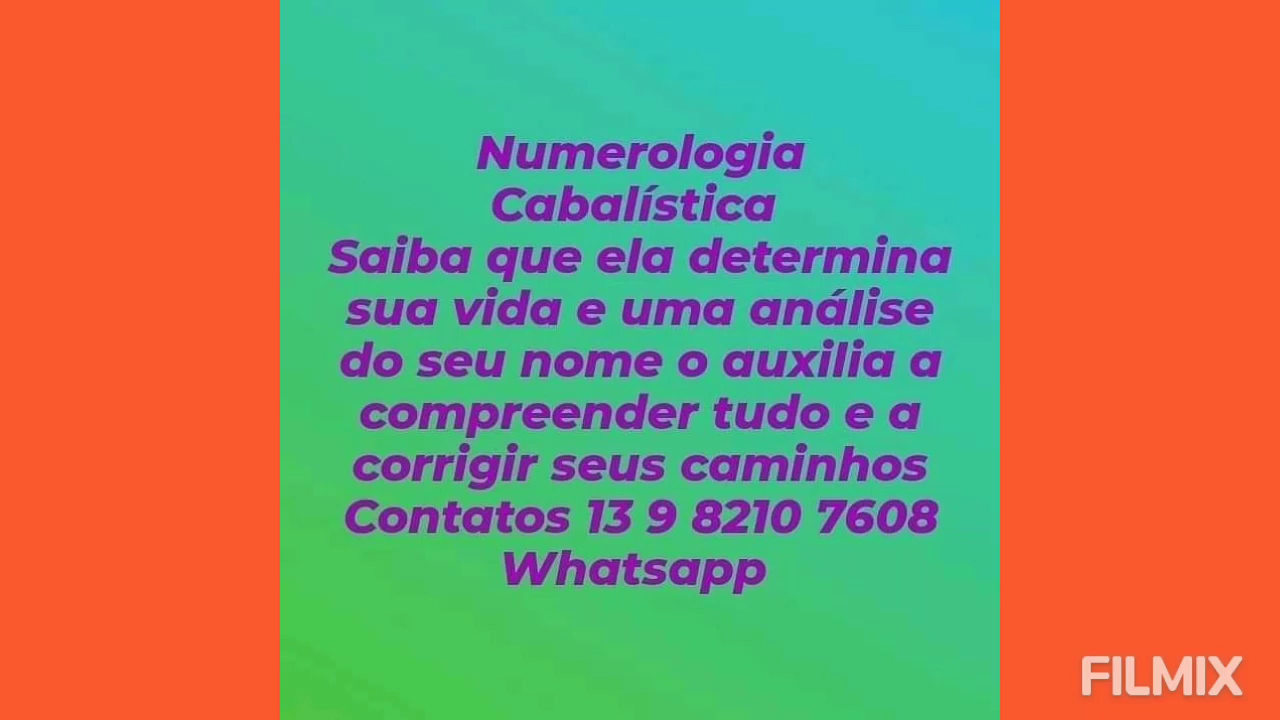 Numerologia
Cabalística
Saiba que ela determina
sua vida e uma análise
do seu nome o auxilia a
compreender tudo e a
corrigir seus caminhos
Contatos 13 9 8210 7608
Whatsapp
FILMIX